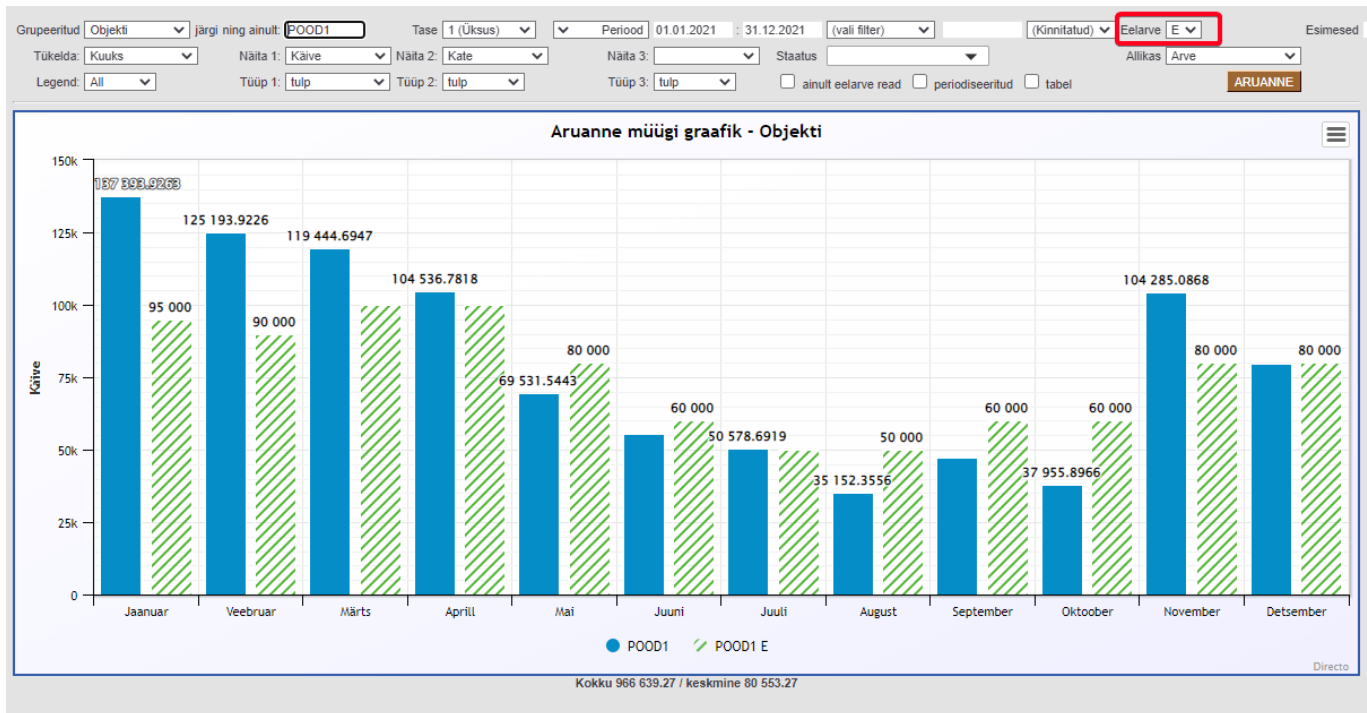 Grupeeritud Objekti järgi ning ainult: POOD1 Tase 1 (Üksus) Periood 01.01.2021 : 31.12.2021 (vali filter) (Kinnitatud) Eelarve E Esimesed
Tükelda: Kuuks Näita 1: Käive Näita 2: Kate Näita 3: Staatus Allikas Arve
Legend: All Tüüp 1: tulp Tüüp 2: tulp Tüüp 3: tulp ainult eelarve read periodiseeritud tabel ARUANNE
Aruanne müügi graafik - Objekti
150k
137 393.9263
125 193.9226
125k
119 444.6947
104 536.7818
104 285.0868
100k
95 000
90 000
80 000
80 000
80 000
Käive
75k
69 531.5443
60 000
60 000
60 000
50 578.6919
50 000
50k
35 152.3556
37 955.8966
25k
0
Jaanuar Veebruar Märts Aprill Mai Juuni Juuli August September Oktoober November Detsember
POOD1 POOD1 E
Directo
Kokku 966 639.27 / keskmine 80 553.27